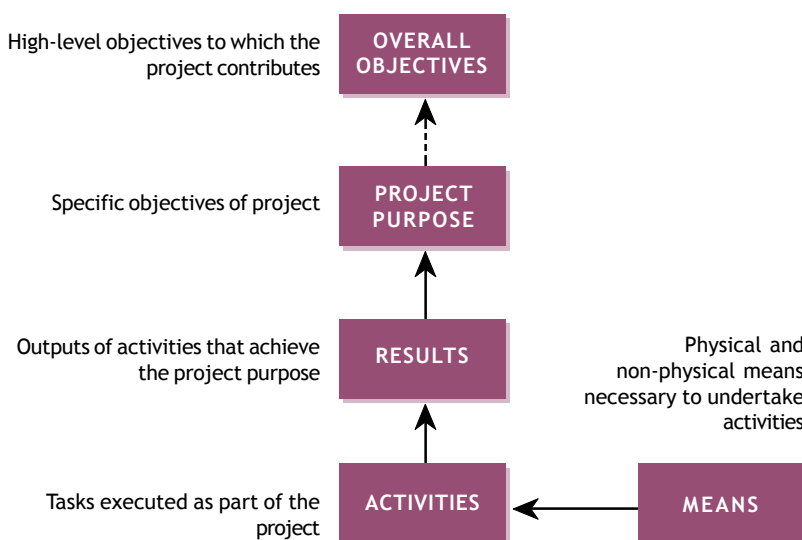 High-level objectives to which the
project contributes
OVERALL
OBJECTIVES
Specific objectives of project
PROJECT
PURPOSE
Outputs of activities that achieve
the project purpose
RESULTS
Physical and
non-physical means
necessary to undertake
activities
Tasks executed as part of the
project
ACTIVITIES
MEANS